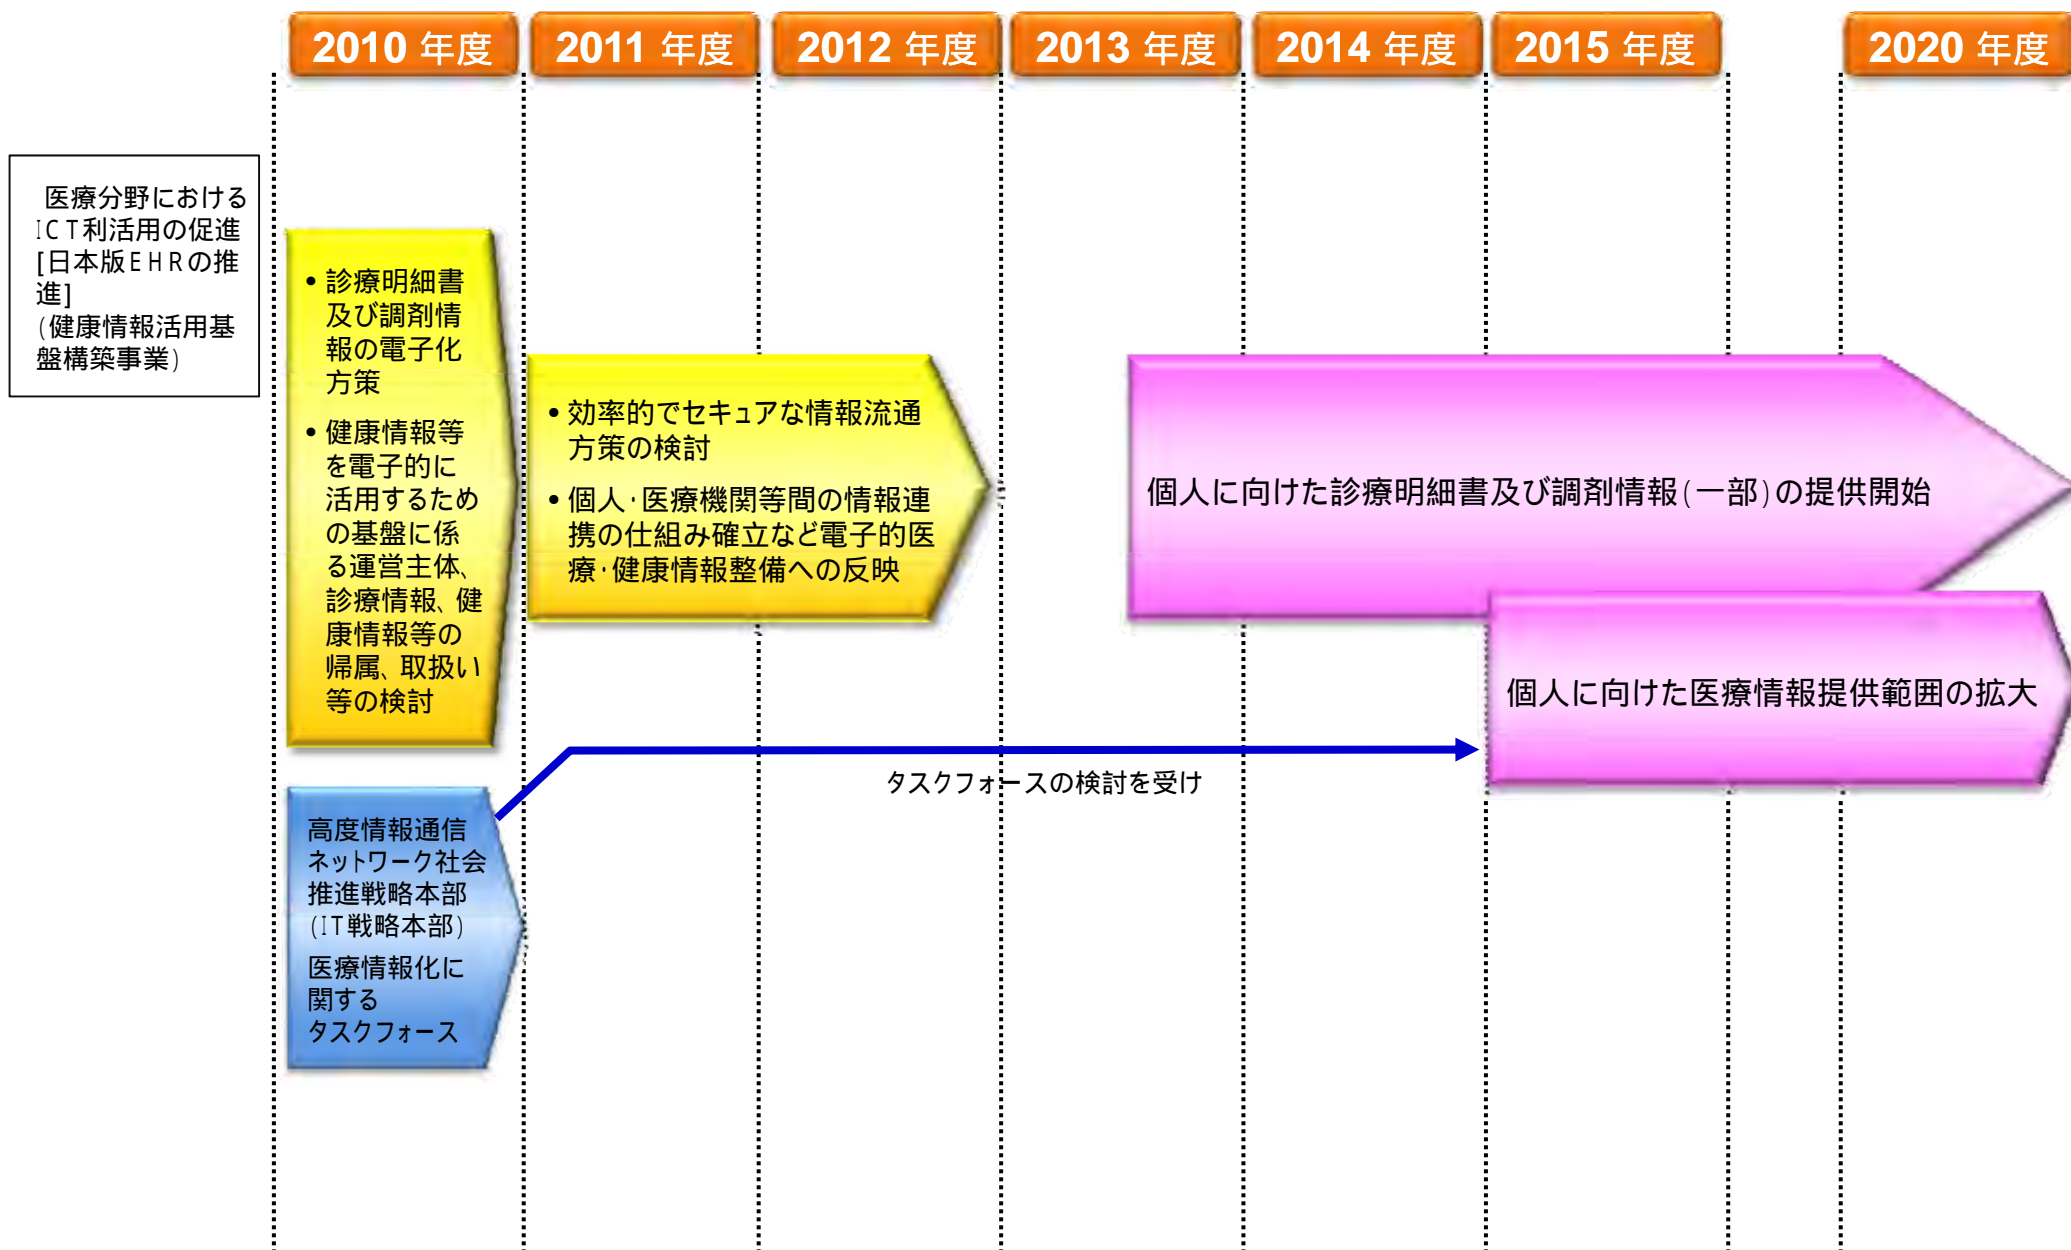 2010 年度
2011 年度
2012 年度
2013 年度
2014 年度
2015 年度
2020 年度
医療分野における
ICT利活用の促進
[日本版EHRの推
進]
(健康情報活用基
盤構築事業)
• 診療明細書
及び調剤情
報の電子化
方策
• 健康情報等
を電子的に
活用するため
の基盤に係
る運営主体、
診療情報、健
康情報等の
帰属、取扱い
等の検討
• 効率的でセキュアな情報流通
方策の検討
• 個人・医療機関等間の情報連
携の仕組み確立など電子的医
療・健康情報整備への反映
個人に向けた診療明細書及び調剤情報(一部)の提供開始
個人に向けた医療情報提供範囲の拡大
タスクフォースの検討を受け
高度情報通信
ネットワーク社会
推進戦略本部
(IT戦略本部)
医療情報化に
関する
タスクフォース